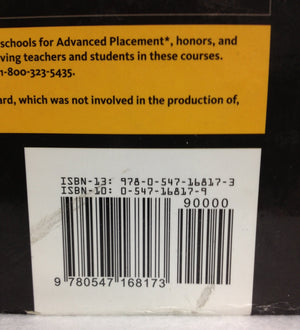 schools for Advanced Placement*, honors, and
ving teachers and students in these courses.
1-800-323-5435.
ard, which was not involved in the production of,
ISBN-13: 978-0-547-16817-3
ISBN-10: 0-547-16817-9
90000
9 780547 168173